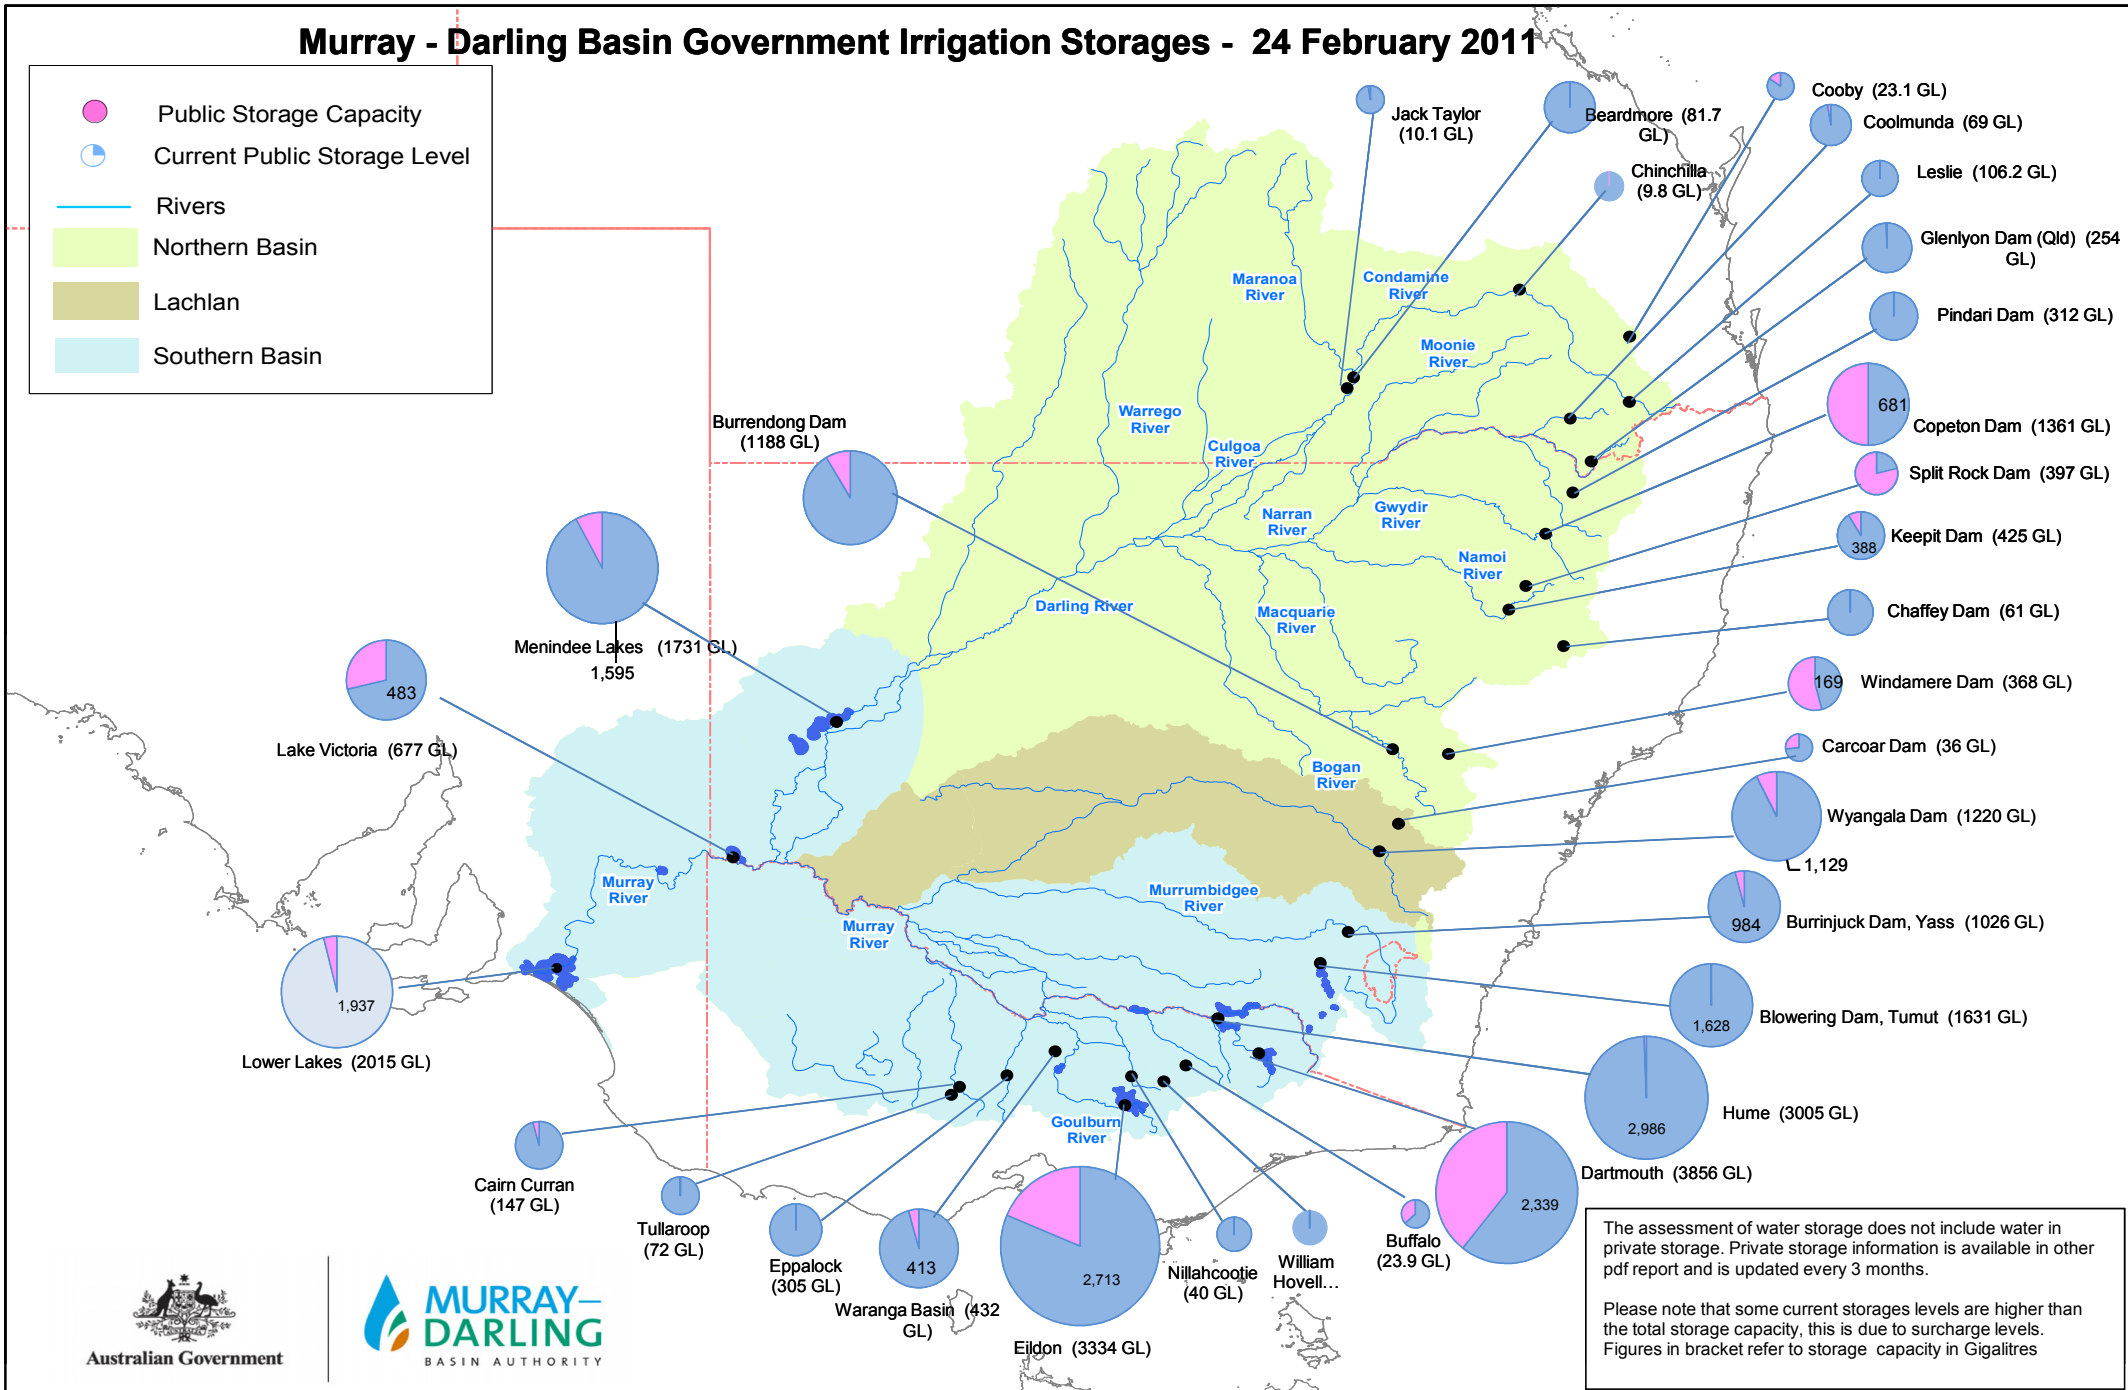 Murray - Darling Basin Government Irrigation Storages - 24 February 2011
Public Storage Capacity
Current Public Storage Level
Rivers
Northern Basin
Lachlan
Southern Basin
Jack Taylor
(10.1 GL)
Beardmore (81.7
GL)
Chinchilla
(9.8 GL)
Cooby (23.1 GL)
Coolmunda (69 GL)
Leslie (106.2 GL)
Glenlyon Dam (Qld) (254
GL)
Pindari Dam (312 GL)
681
Copeton Dam (1361 GL)
Split Rock Dam (397 GL)
388
Keepit Dam (425 GL)
Chaffey Dam (61 GL)
169
Windamere Dam (368 GL)
Carcoar Dam (36 GL)
Wyangala Dam (1220 GL)
1,129
984
Burrinjuck Dam, Yass (1026 GL)
1,628
Blowering Dam, Tumut (1631 GL)
2,986
Hume (3005 GL)
Dartmouth (3856 GL)
2,339
Burrendong Dam
(1188 GL)
Menindee Lakes (1731 GL)
1,595
483
Lake Victoria (677 GL)
1,937
Lower Lakes (2015 GL)
Maranoa
River
Condamine
River
Moonie
River
Warrego
River
Culgoa
River
Narran
River
Gwydir
River
Namoi
River
Darling River
Macquarie
River
Bogan
River
Murray
River
Murray
River
Murrumbidgee
River
Goulburn
River
Cairn Curran
(147 GL)
Tullaroop
(72 GL)
Eppalock
(305 GL)
413
Waranga Basin (432
GL)
2,713
Eildon (3334 GL)
Nillahcootie
(40 GL)
William
Hovell...
Buffalo
(23.9 GL)
The assessment of water storage does not include water in
private storage. Private storage information is available in other
pdf report and is updated every 3 months.
Please note that some current storages levels are higher than
the total storage capacity, this is due to surcharge levels.
Figures in bracket refer to storage capacity in Gigalitres
Australian Government
MURRAY–
DARLING
BASIN AUTHORITY